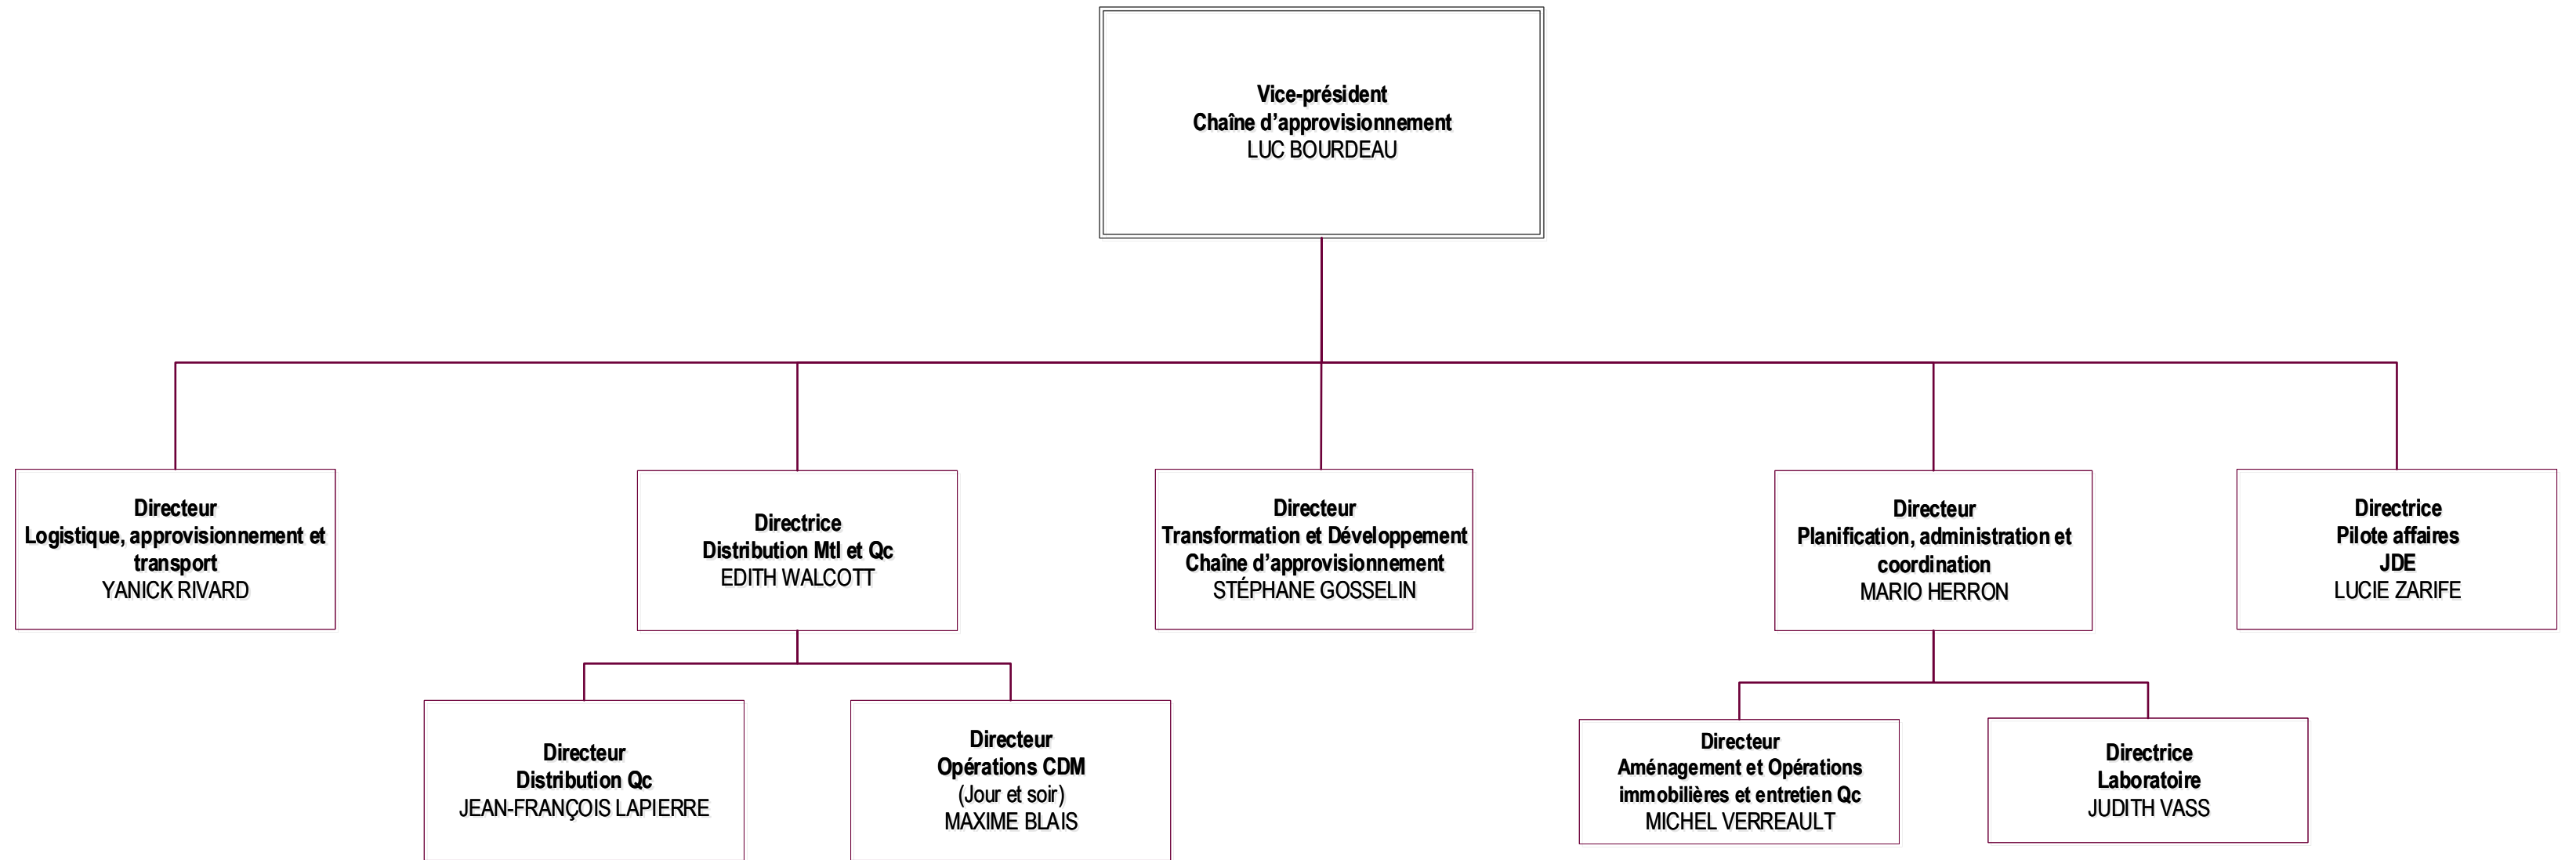 Vice-président
Chaîne d’approvisionnement
LUC BOURDEAU
Directeur
Logistique, approvisionnement et
transport
YANICK RIVARD
Directrice
Distribution Mtl et Qc
EDITH WALCOTT
Directeur
Transformation et Développement
Chaîne d’approvisionnement
STÉPHANE GOSSELIN
Directeur
Planification, administration et
coordination
MARIO HERRON
Directrice
Pilote affaires
JDE
LUCIE ZARIFE
Directeur
Distribution Qc
JEAN-FRANÇOIS LAPIERRE
Directeur
Opérations CDM
(Jour et soir)
MAXIME BLAIS
Directeur
Aménagement et Opérations
immobilières et entretien Qc
MICHEL VERREAULT
Directrice
Laboratoire
JUDITH VASS